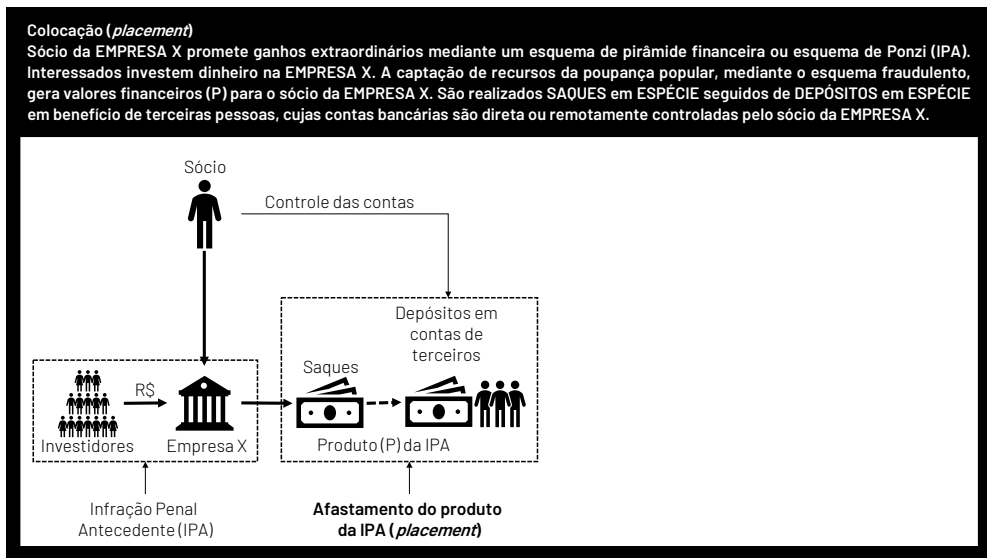 Colocação (placement)
Sócio da EMPRESA X promete ganhos extraordinários mediante um esquema de pirâmide financeira ou esquema de Ponzi (IPA).
Interessados investem dinheiro na EMPRESA X. A captação de recursos da poupança popular, mediante o esquema fraudulento,
gera valores financeiros (P) para o sócio da EMPRESA X. São realizados SAQUES em ESPÉCIE seguidos de DEPÓSITOS em ESPÉCIE
em benefício de terceiras pessoas, cujas contas bancárias são direta ou remotamente controladas pelo sócio da EMPRESA X.
Sócio
Controle das contas
Depósitos em
contas de
terceiros
Saques
R$
Investidores
Empresa X
Produto (P) da IPA
Infração Penal
Antecedente (IPA)
Afastamento do produto
da IPA (placement)